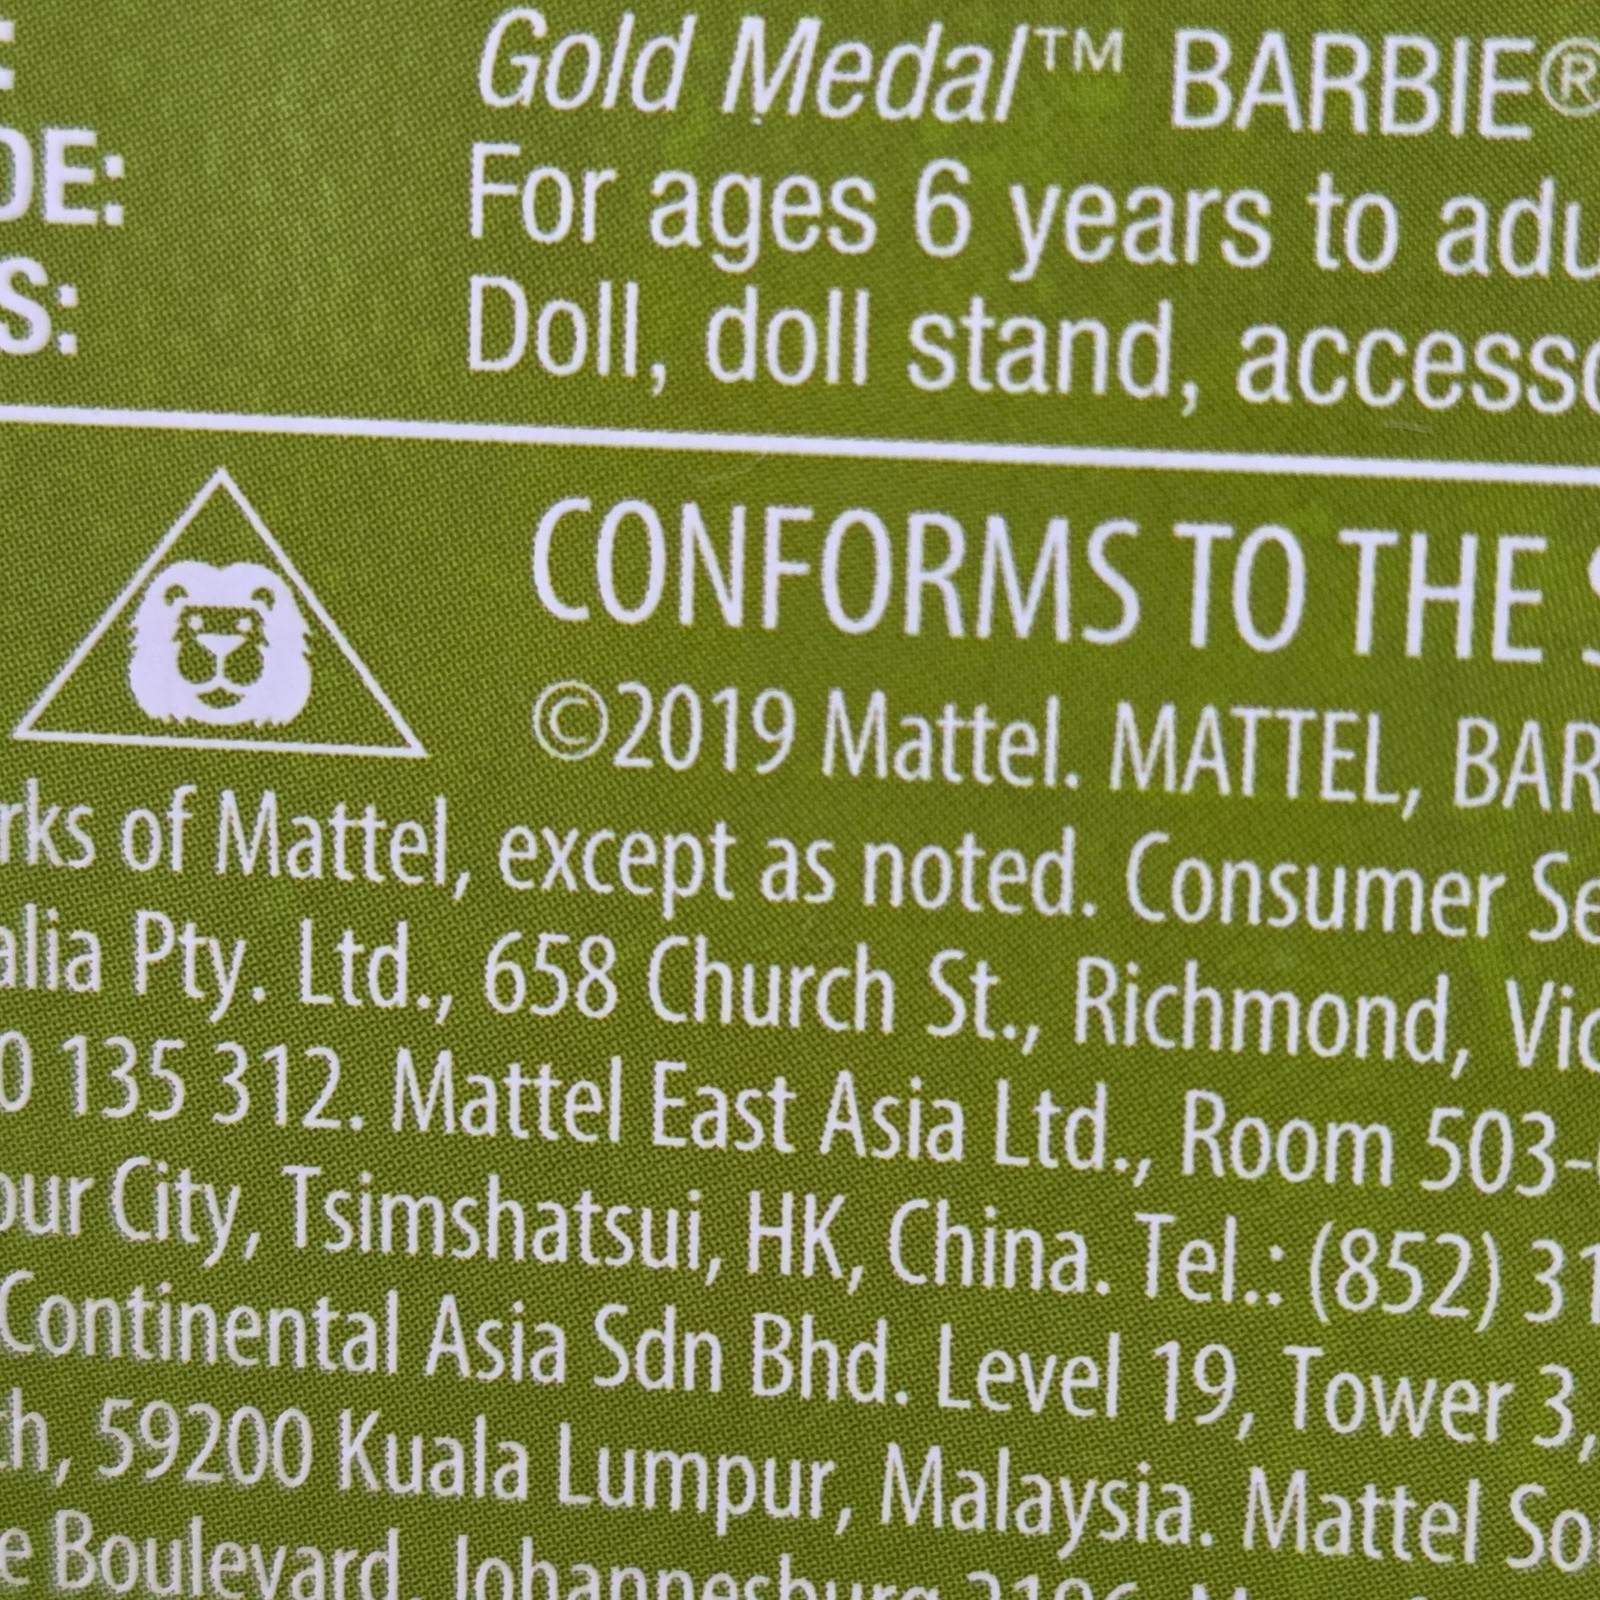 Gold Medal™ BARBIE®
DE: For ages 6 years to adu
S: Doll, doll stand, accesso
CONFORMS TO THE
©2019 Mattel. MATTEL, BAR
rks of Mattel, except as noted. Consumer Se
alia Pty. Ltd., 658 Church St., Richmond, Vic
0 135 312. Mattel East Asia Ltd., Room 503-
our City, Tsimshatsui, HK, China. Tel.: (852) 31
Continental Asia Sdn Bhd. Level 19, Tower 3,
th, 59200 Kuala Lumpur, Malaysia. Mattel So
e Boulevard, Johannesburg 2196.